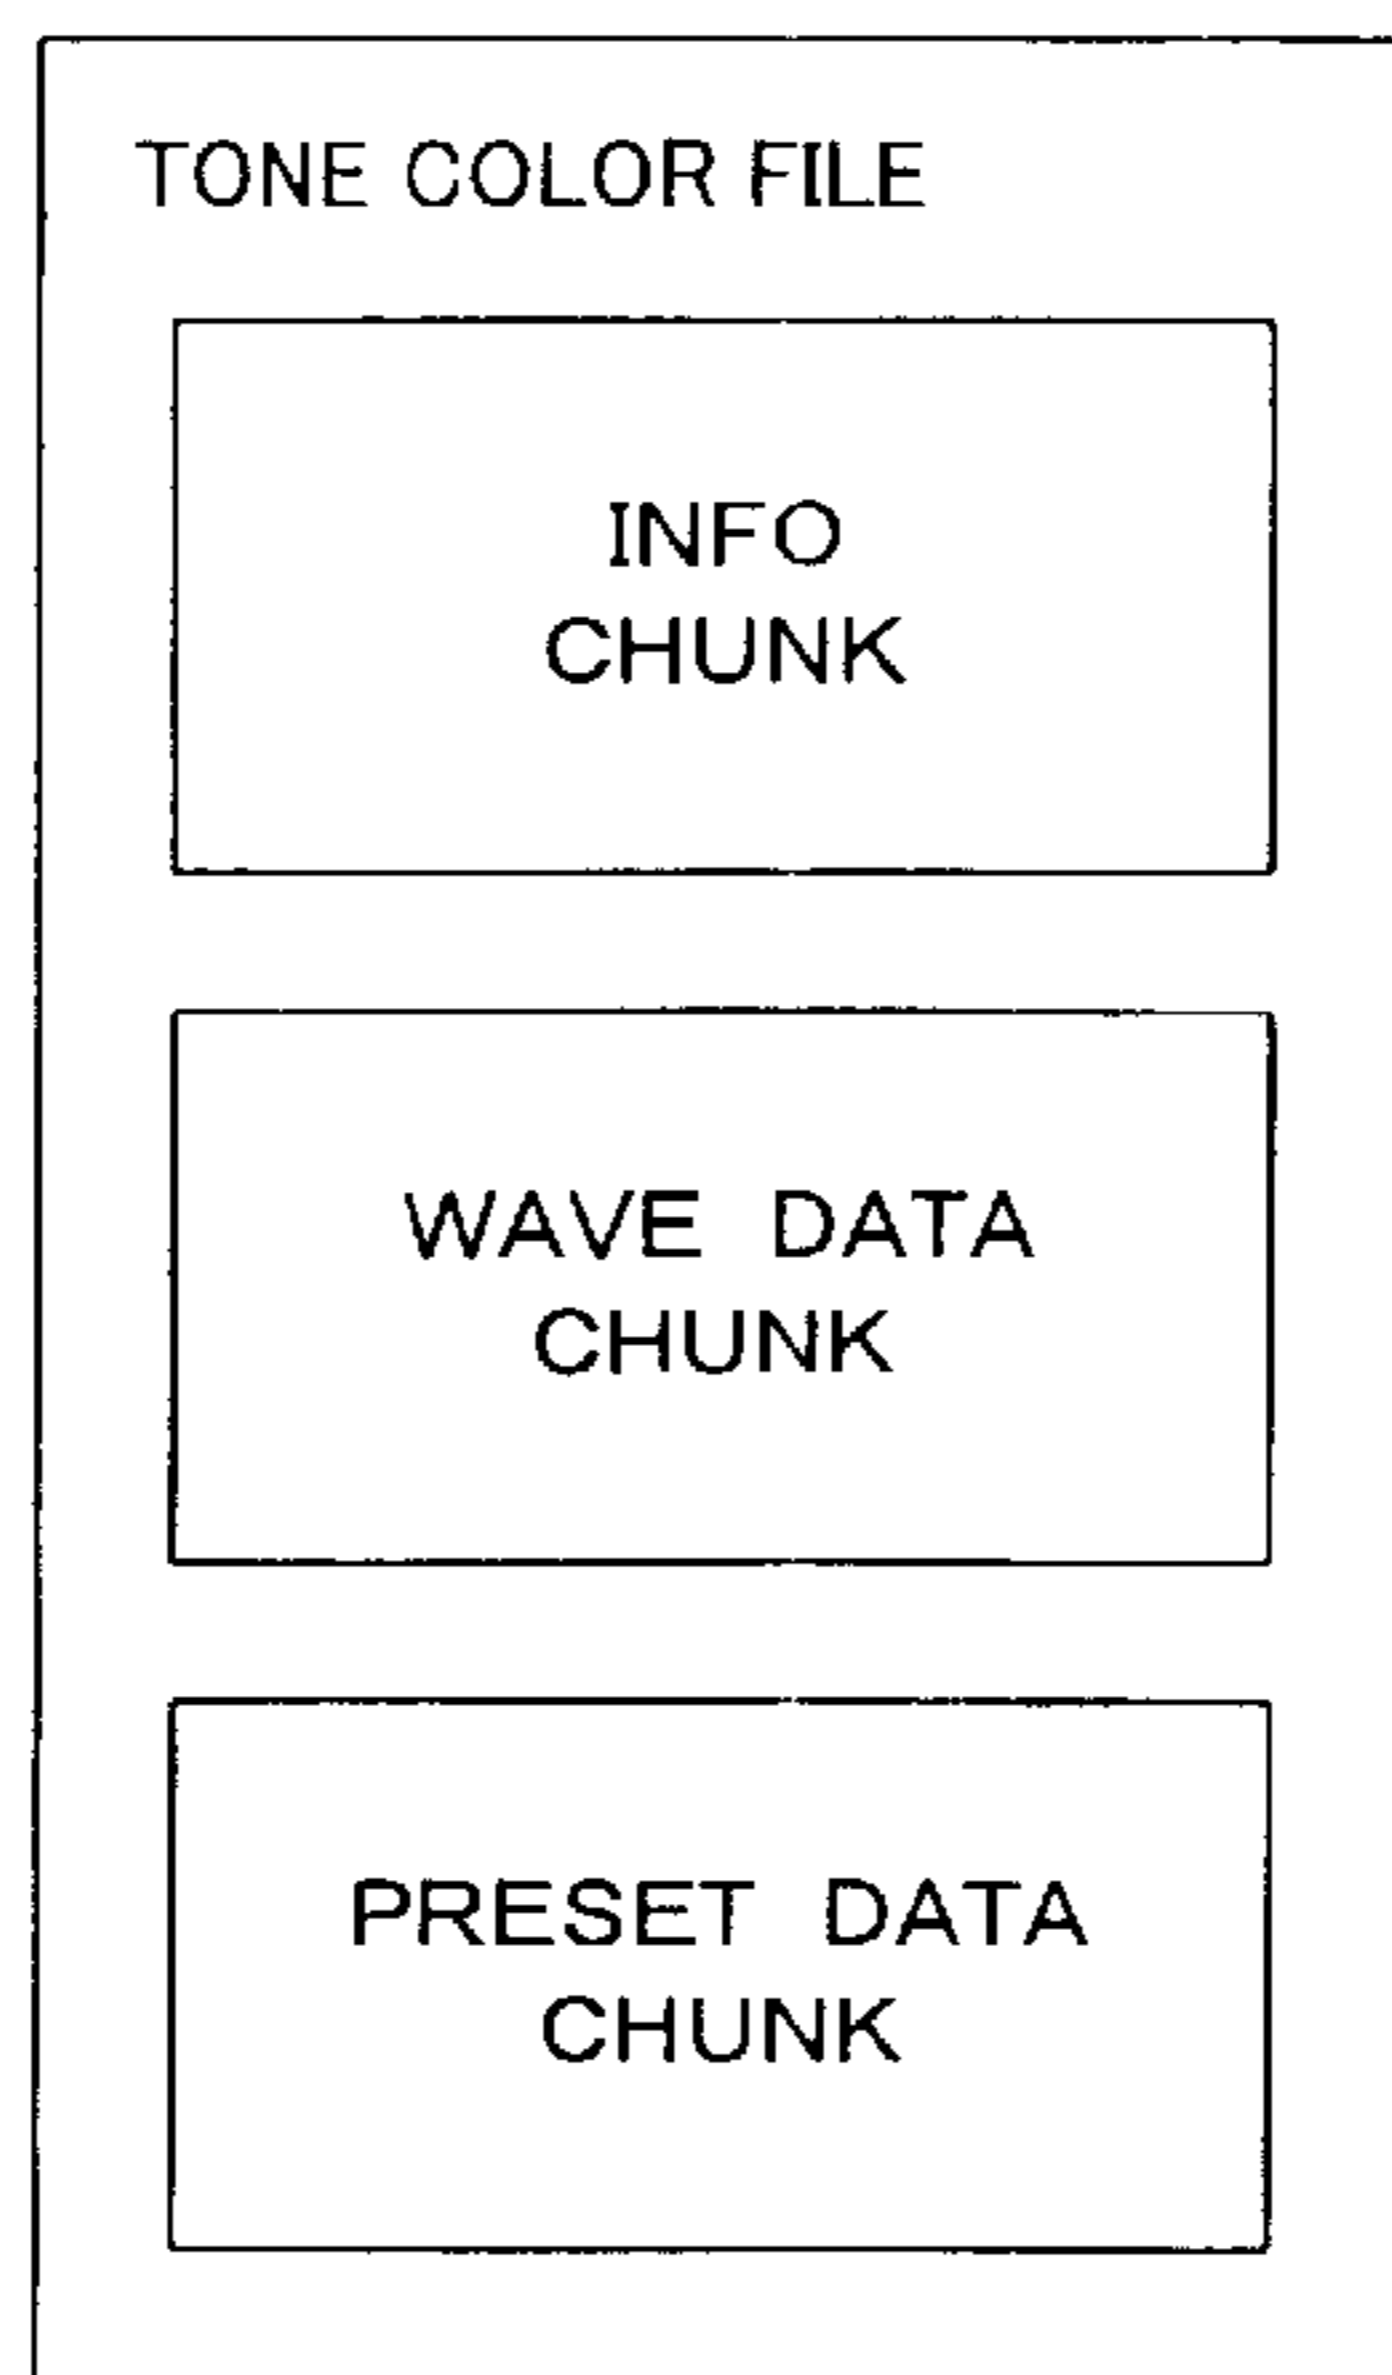 TONE COLOR FILE
INFO
CHUNK
WAVE DATA
CHUNK
PRESET DATA
CHUNK